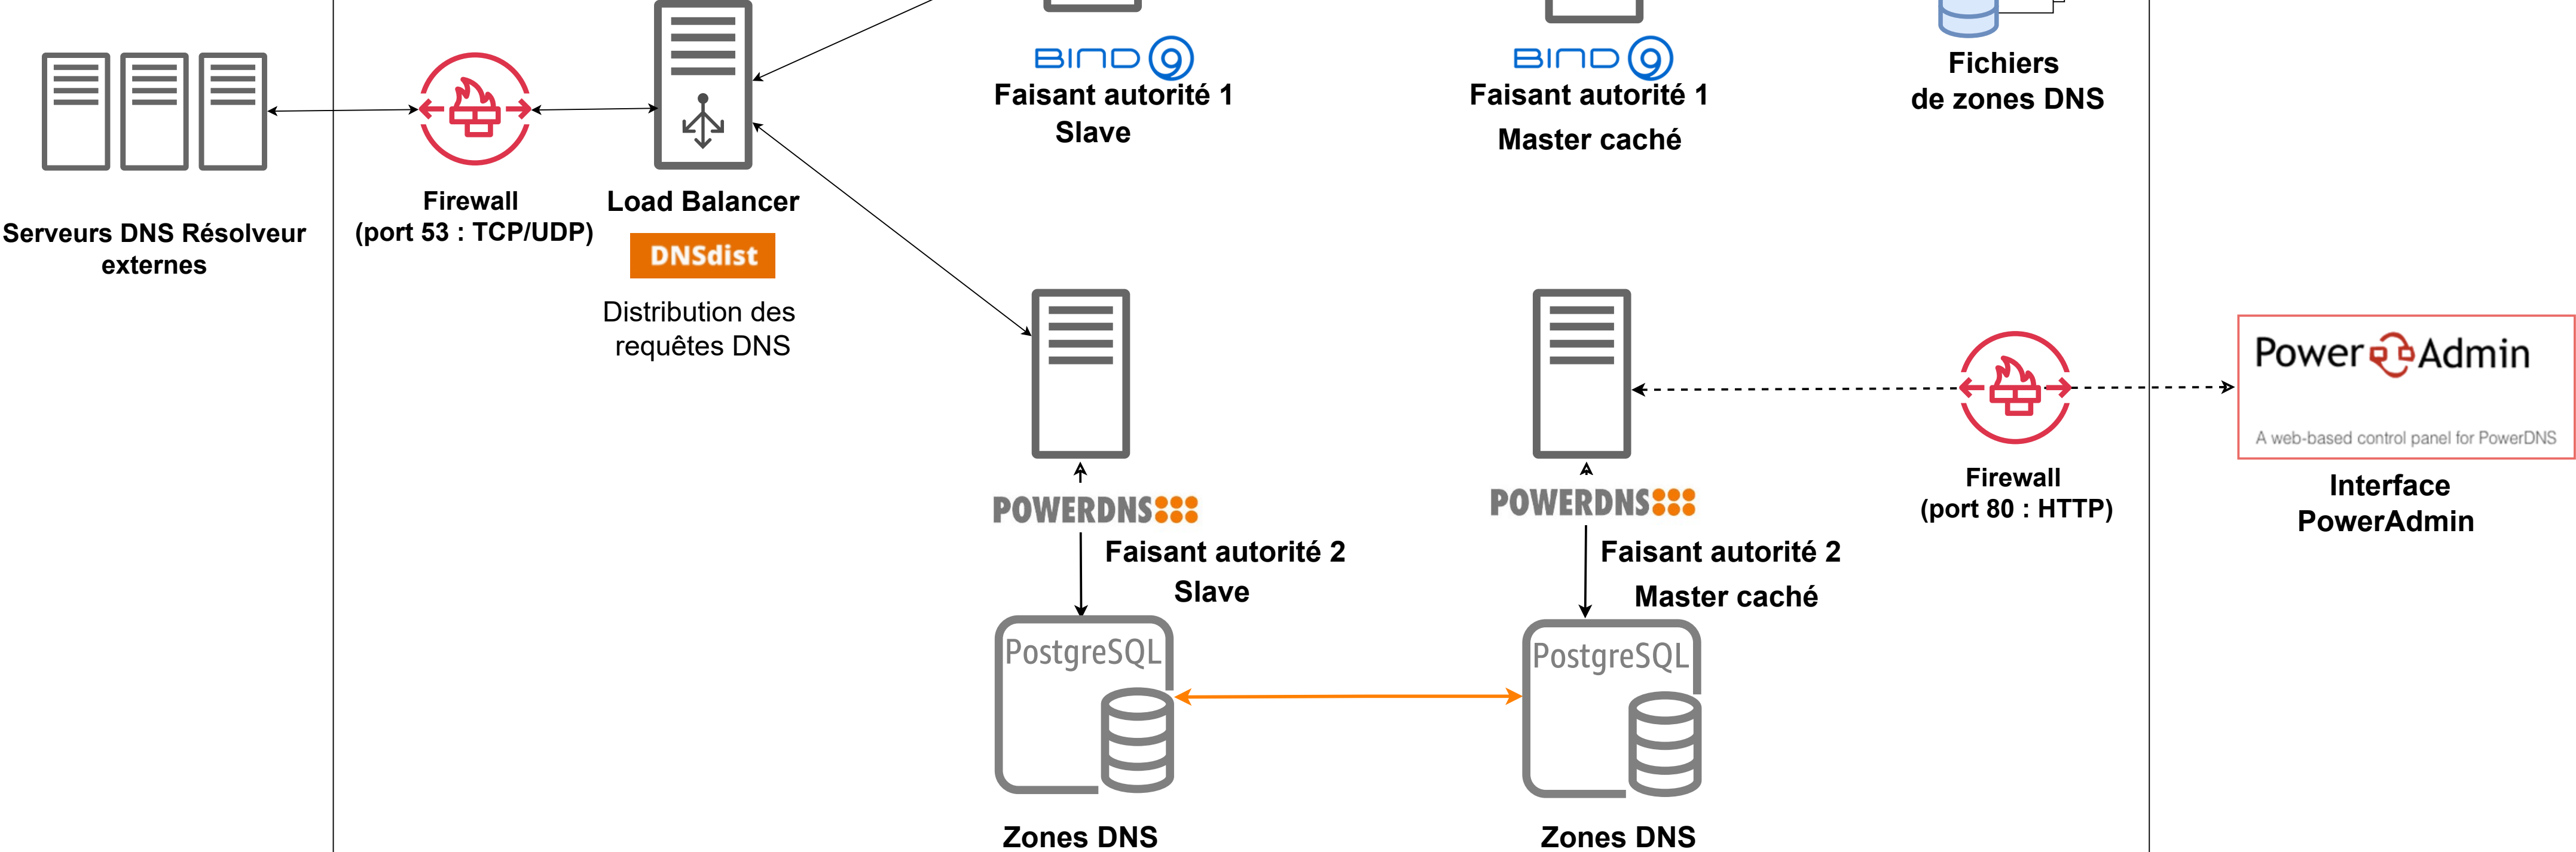 BIND 9
Faisant autorité 1
Slave
BIND 9
Faisant autorité 1
Master caché
Fichiers
de zones DNS
Serveurs DNS Résolveur
externes
Firewall
(port 53 : TCP/UDP)
Load Balancer
DNSdist
Distribution des
requêtes DNS
POWERDNS
Faisant autorité 2
Slave
POWERDNS
Faisant autorité 2
Master caché
Firewall
(port 80 : HTTP)
PowerAdmin
A web-based control panel for PowerDNS
Interface
PowerAdmin
PostgreSQL
PostgreSQL
Zones DNS
Zones DNS